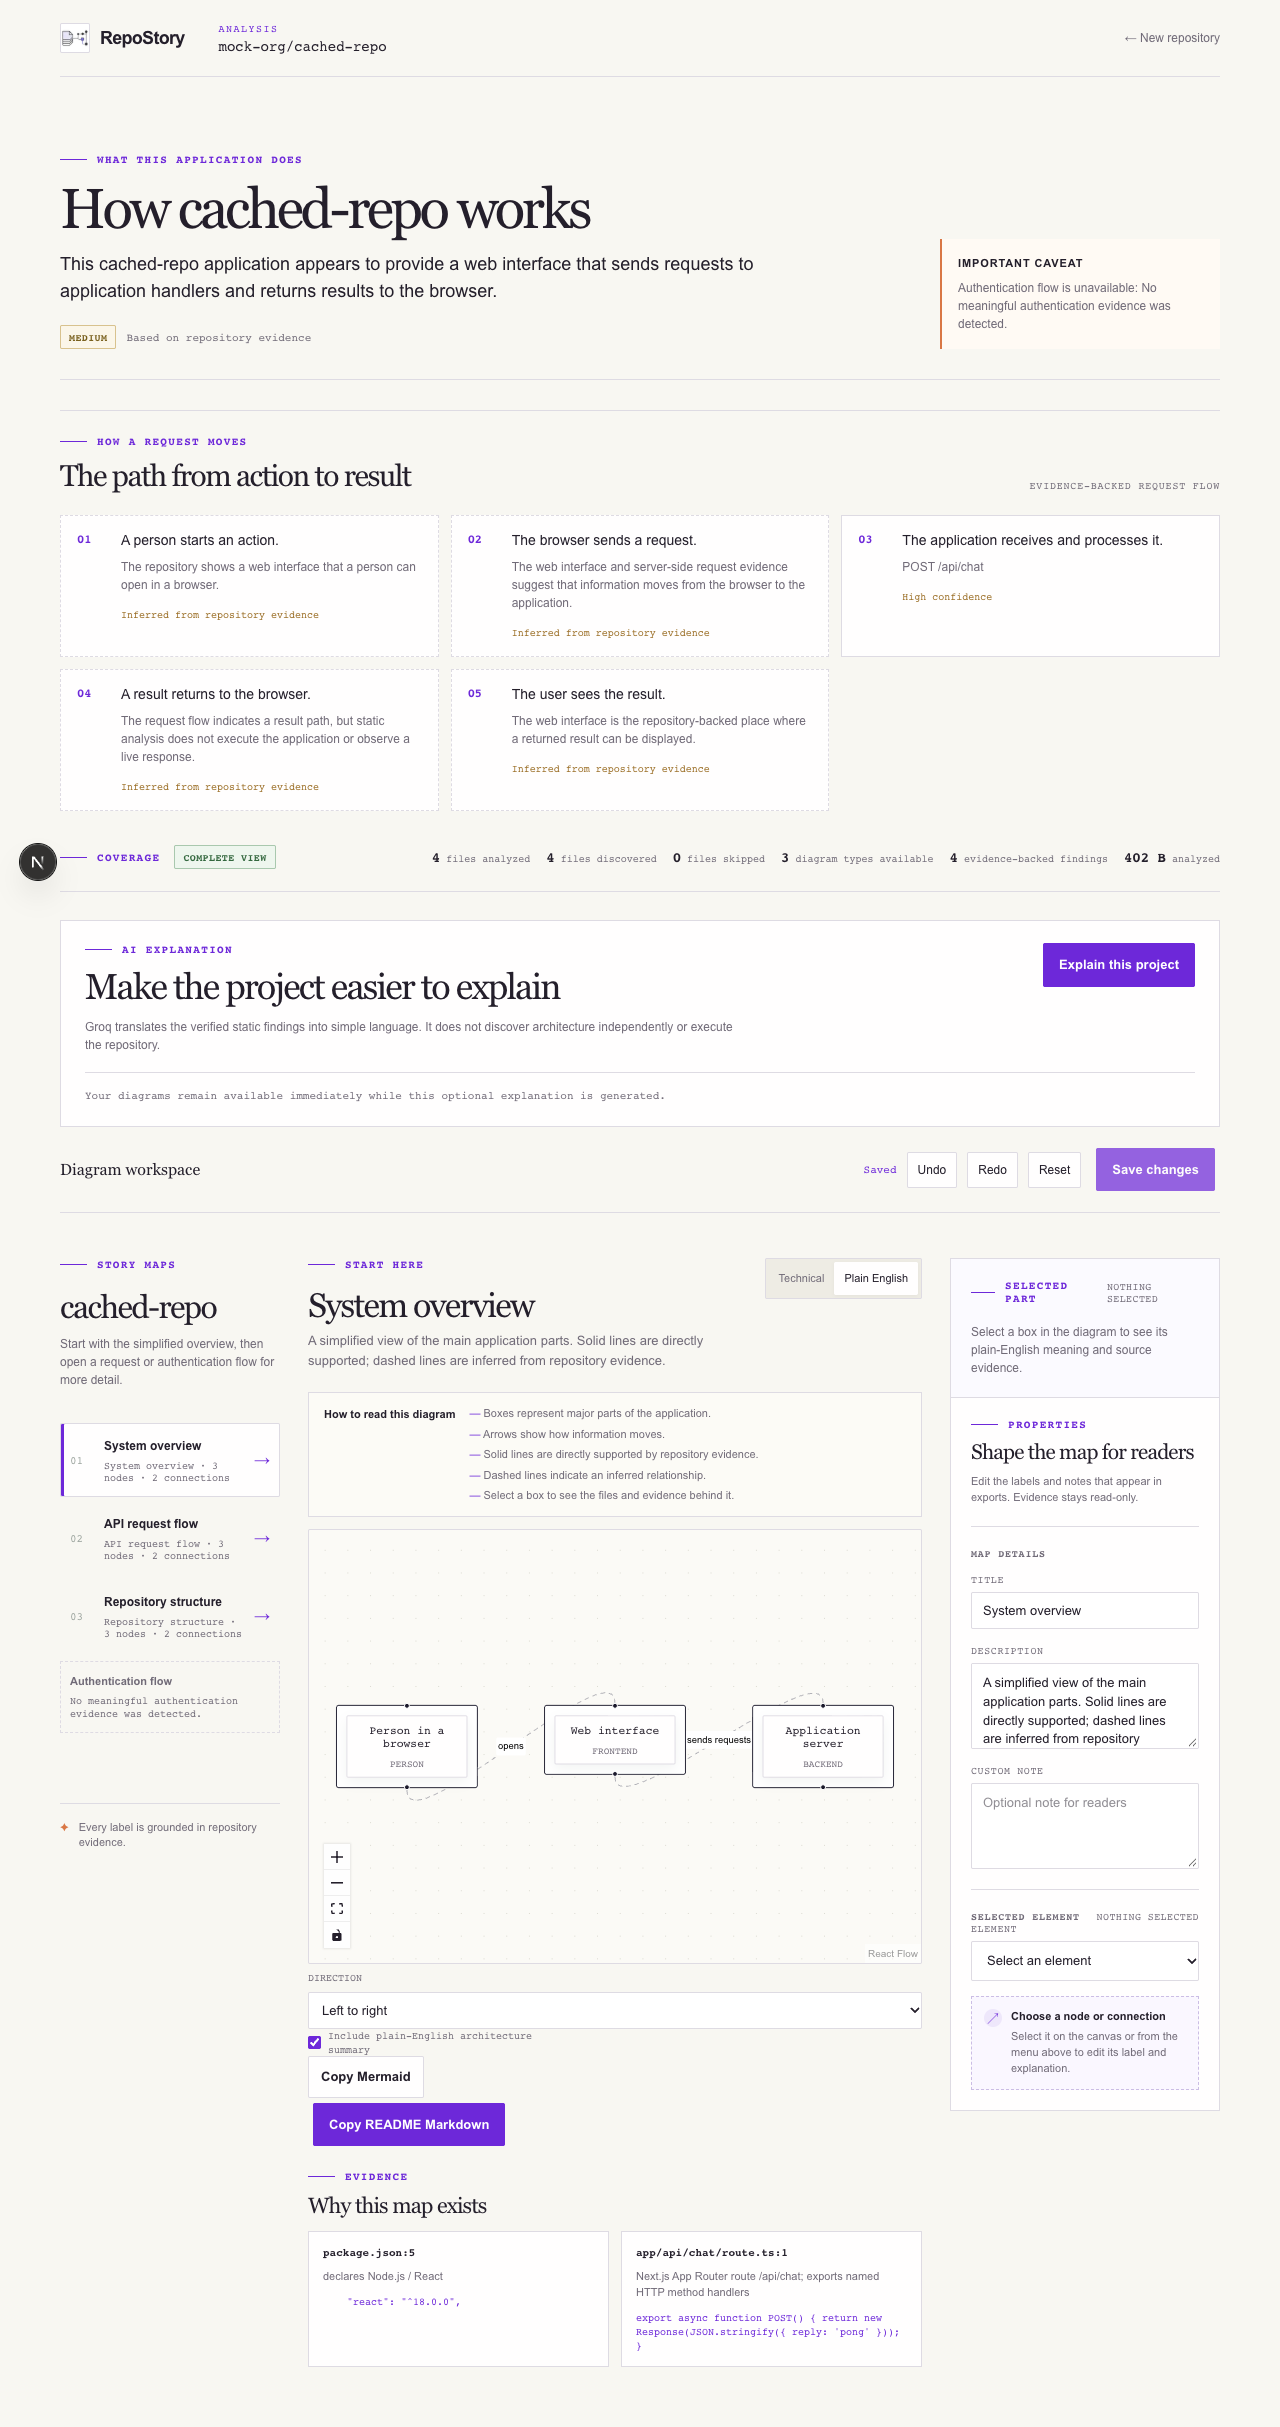 RepoStory
ANALYSIS
mock-org/cached-repo
← New repository
WHAT THIS APPLICATION DOES
How cached-repo works
This cached-repo application appears to provide a web interface that sends requests to
application handlers and returns results to the browser.
MEDIUM
Based on repository evidence
IMPORTANT CAVEAT
Authentication flow is unavailable: No
meaningful authentication evidence was
detected.
HOW A REQUEST MOVES
The path from action to result
EVIDENCE-BACKED REQUEST FLOW
01
A person starts an action.
The repository shows a web interface that a person can
open in a browser.
Inferred from repository evidence
02
The browser sends a request.
The web interface and server-side request evidence
suggest that information moves from the browser to the
application.
Inferred from repository evidence
03
The application receives and processes it.
POST /api/chat
High confidence
04
A result returns to the browser.
The request flow indicates a result path, but static
analysis does not execute the application or observe a
live response.
Inferred from repository evidence
05
The user sees the result.
The web interface is the repository-backed place where
a returned result can be displayed.
Inferred from repository evidence
N
COVERAGE
COMPLETE VIEW
4 files analyzed
4 files discovered
0 files skipped
3 diagram types available
4 evidence-backed findings
402 B analyzed
AI EXPLANATION
Make the project easier to explain
Groq translates the verified static findings into simple language. It does not discover architecture independently or execute
the repository.
Explain this project
Your diagrams remain available immediately while this optional explanation is generated.
Diagram workspace
Saved
Undo
Redo
Reset
Save changes
STORY MAPS
cached-repo
Start with the simplified overview, then
open a request or authentication flow for
more detail.
01
System overview
System overview · 3
nodes · 2 connections
→
02
API request flow
API request flow · 3
nodes · 2 connections
→
03
Repository structure
Repository structure ·
3 nodes · 2 connections
→
Authentication flow
No meaningful authentication
evidence was detected.
✦ Every label is grounded in repository
evidence.
START HERE
System overview
A simplified view of the main application parts. Solid lines are directly
supported; dashed lines are inferred from repository evidence.
Technical
Plain English
How to read this diagram
— Boxes represent major parts of the application.
— Arrows show how information moves.
— Solid lines are directly supported by repository evidence.
— Dashed lines indicate an inferred relationship.
— Select a box to see the files and evidence behind it.
Person in a
browser
PERSON
opens
Web interface
FRONTEND
sends requests
Application
server
BACKEND
React Flow
DIRECTION
Left to right
Include plain-English architecture
summary
Copy Mermaid
Copy README Markdown
EVIDENCE
Why this map exists
package.json:5
declares Node.js / React
"react": "^18.0.0",
app/api/chat/route.ts:1
Next.js App Router route /api/chat; exports named
HTTP method handlers
export async function POST() { return new
Response(JSON.stringify({ reply: 'pong' }));
}
SELECTED
PART
NOTHING
SELECTED
Select a box in the diagram to see its
plain-English meaning and source
evidence.
PROPERTIES
Shape the map for readers
Edit the labels and notes that appear in
exports. Evidence stays read-only.
MAP DETAILS
TITLE
System overview
DESCRIPTION
A simplified view of the main
application parts. Solid lines are
directly supported; dashed lines
are inferred from repository
CUSTOM NOTE
Optional note for readers
SELECTED ELEMENT
NOTHING SELECTED
ELEMENT
Select an element
Choose a node or connection
Select it on the canvas or from the
menu above to edit its label and
explanation.